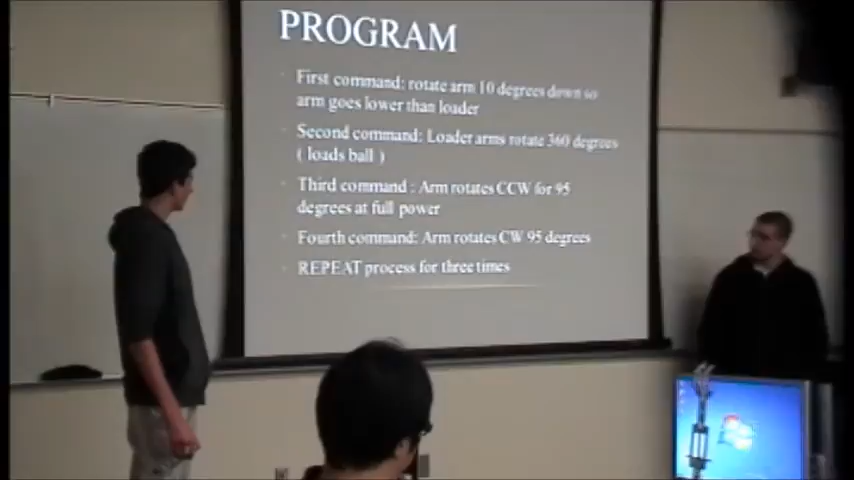 PROGRAM
First command: rotate arm 10 degrees down so
arm goes lower than loader
Second command: Loader arms rotate 360 degrees
( loads ball )
Third command : Arm rotates CCW for 95
degrees at full power
Fourth command: Arm rotates CW 95 degrees
REPEAT process for three times